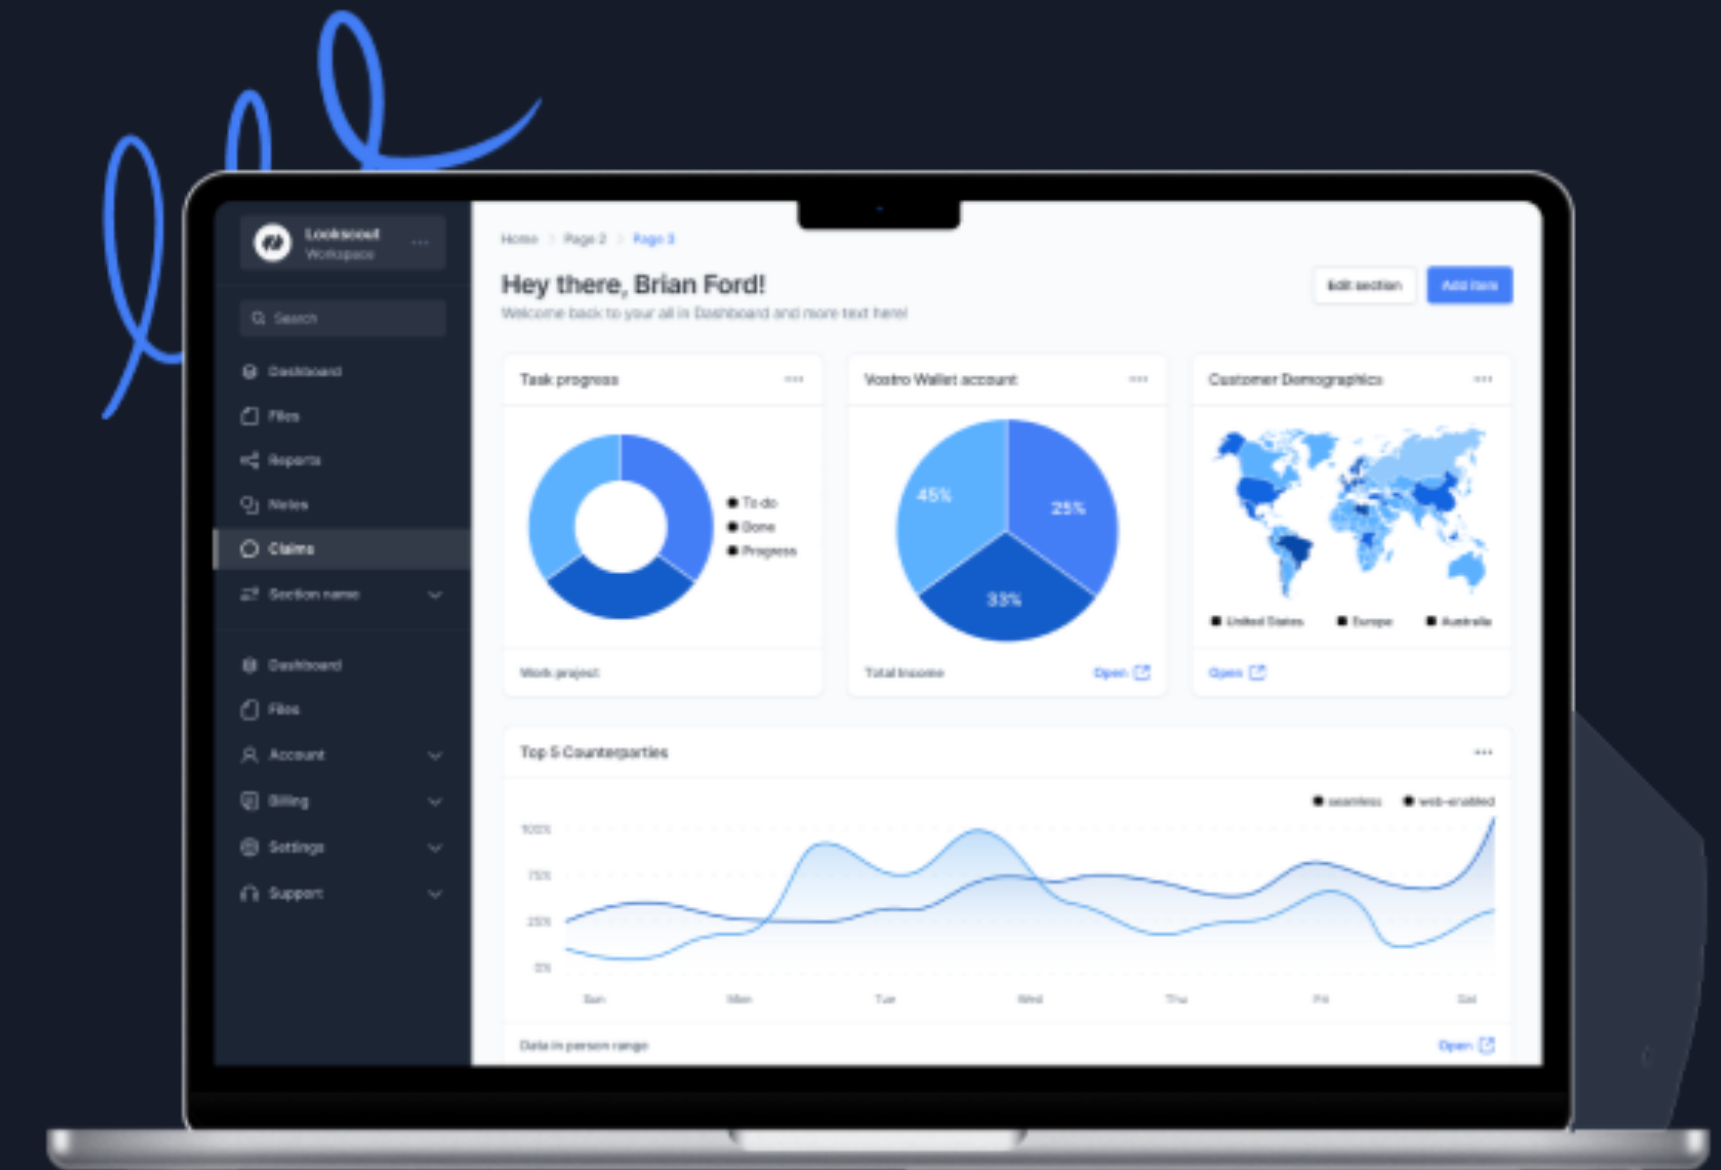 Lookscout
Workspace
Search
Dashboard
Files
Reports
Notes
Claims
Section name
Dashboard
Files
Account
Billing
Settings
Support
Home > Page 2 > Page 3
Hey there, Brian Ford!
Welcome back to your all in Dashboard and more text here!
Edit section
Add item
Task progress
To do
Done
Progress
Work project
Vostro Wallet account
45%
25%
33%
Total Income
Open
Customer Demographics
United States
Europe
Australia
Open
Top 5 Counterparties
seamless
web-enabled
100%
75%
25%
0%
Sun
Mon
Tue
Wed
Thu
Fri
Sat
Data in person range
Open